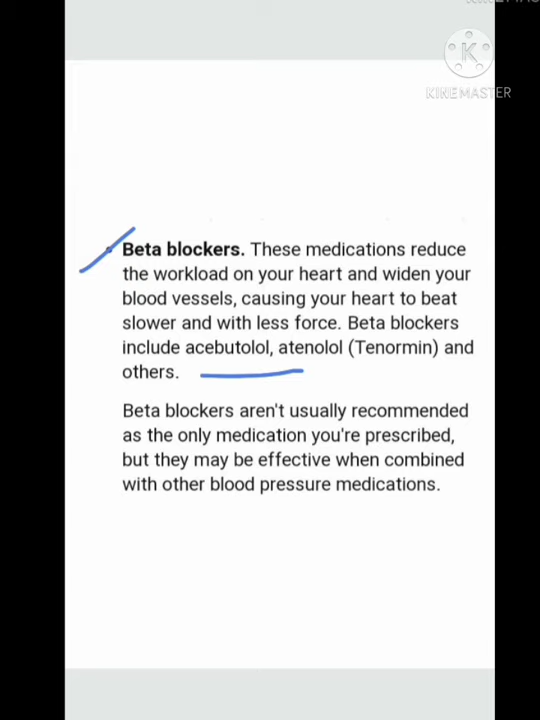 K
KINEMASTER
Beta blockers. These medications reduce
the workload on your heart and widen your
blood vessels, causing your heart to beat
slower and with less force. Beta blockers
include acebutolol, atenolol (Tenormin) and
others.
Beta blockers aren't usually recommended
as the only medication you're prescribed,
but they may be effective when combined
with other blood pressure medications.